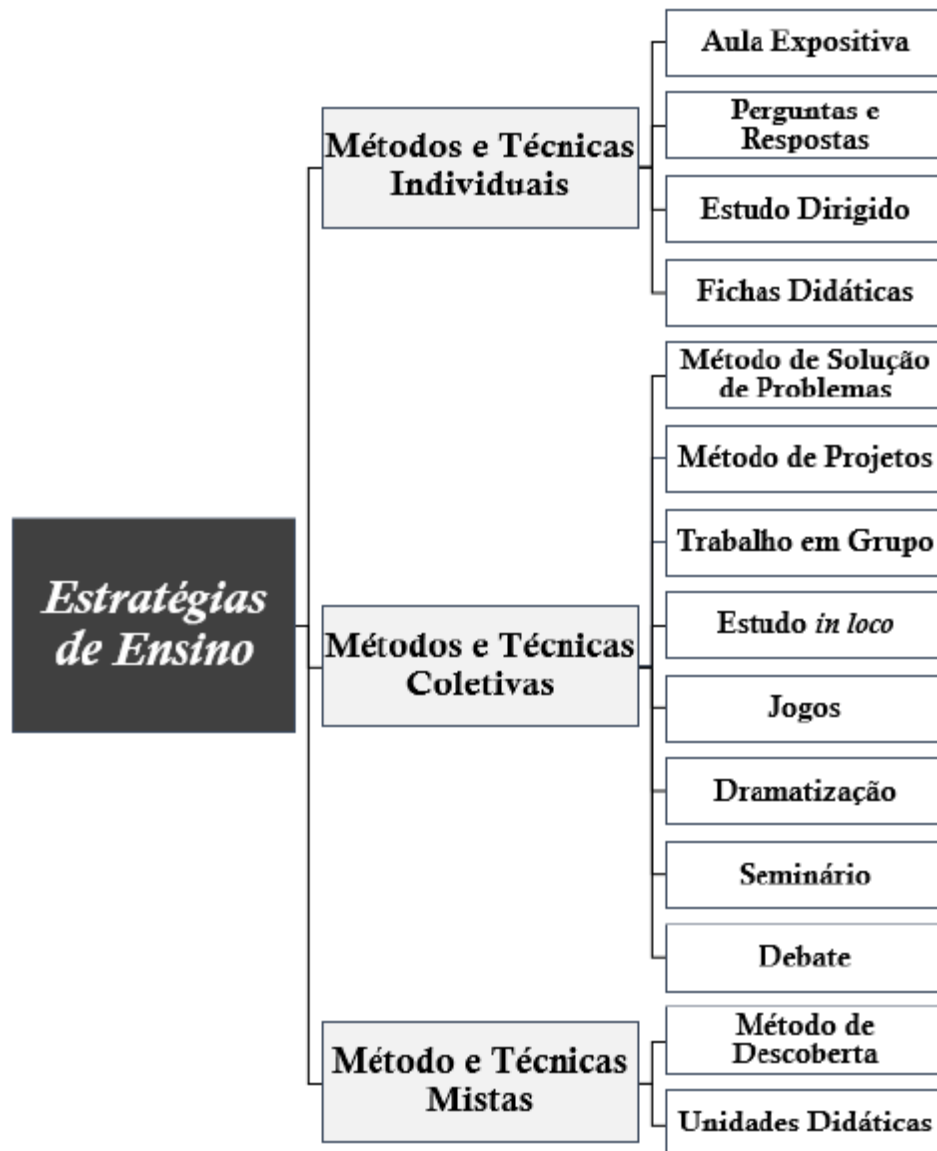 Estratégias
de Ensino
Métodos e Técnicas
Individuais
Aula Expositiva
Perguntas e
Respostas
Estudo Dirigido
Fichas Didáticas
Métodos e Técnicas
Coletivas
Método de Solução
de Problemas
Método de Projetos
Trabalho em Grupo
Estudo in loco
Jogos
Dramatização
Seminário
Debate
Método e Técnicas
Mistas
Método de
Descoberta
Unidades Didáticas